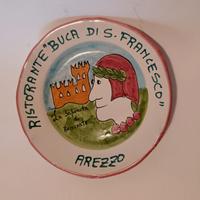 RISTORANTE "BUCA DI S. FRANCESCO"
AREZZO